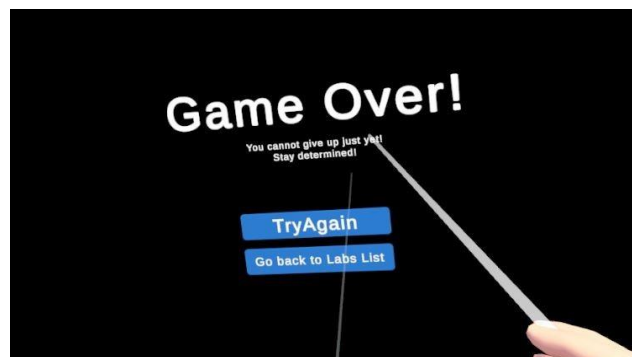 Game Over!
You cannot give up just yet!
Stay determined!
TryAgain
Go back to Labs List